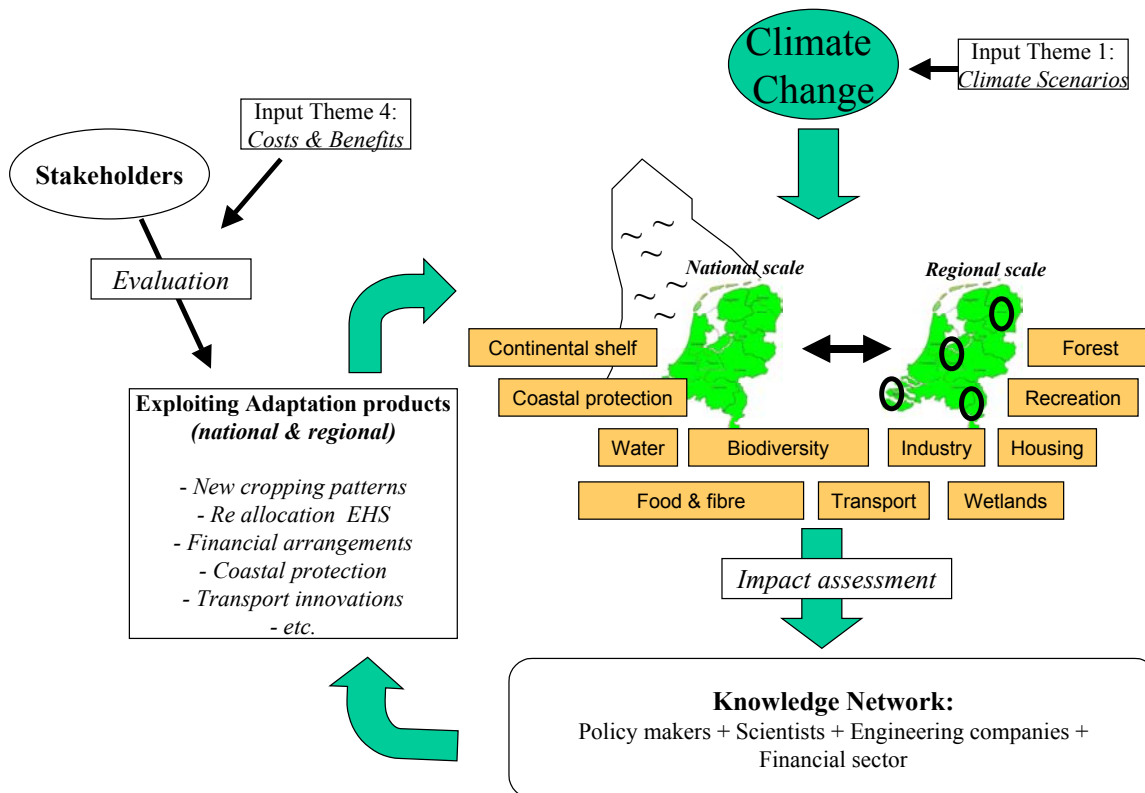 Climate
Change
Input Theme 1:
Climate Scenarios
Input Theme 4:
Costs & Benefits
Stakeholders
Evaluation
National scale
Regional scale
Continental shelf
Forest
Coastal protection
Recreation
Water
Biodiversity
Industry
Housing
Food & fibre
Transport
Wetlands
Exploiting Adaptation products
(national & regional)
- New cropping patterns
- Re allocation EHS
- Financial arrangements
- Coastal protection
- Transport innovations
- etc.
Impact assessment
Knowledge Network:
Policy makers + Scientists + Engineering companies +
Financial sector